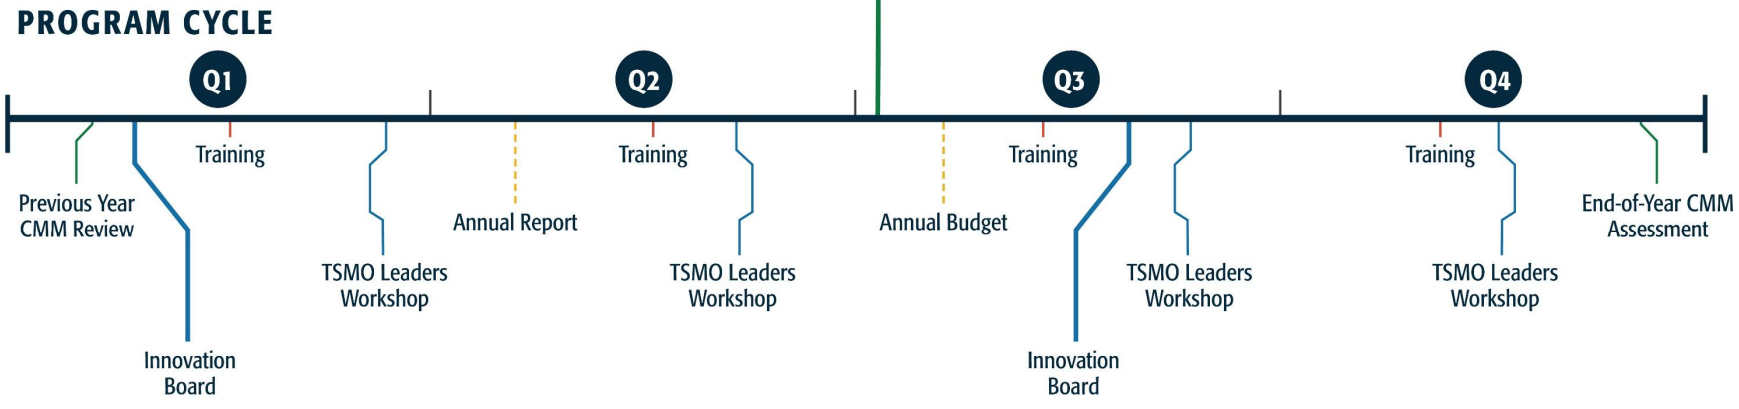 PROGRAM CYCLE
Q1
Q2
Q3
Q4
Training
Training
Training
Training
Previous Year
CMM Review
Annual Report
Annual Budget
End-of-Year CMM
Assessment
TSMO Leaders
Workshop
TSMO Leaders
Workshop
TSMO Leaders
Workshop
TSMO Leaders
Workshop
Innovation
Board
Innovation
Board